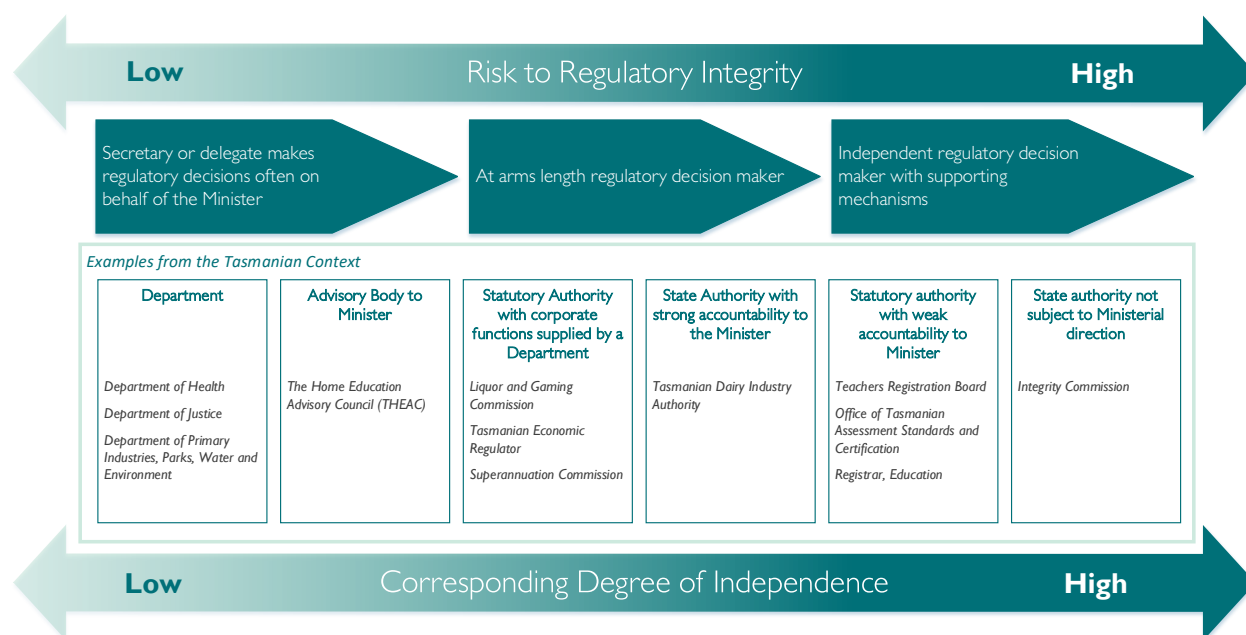 Low Risk to Regulatory Integrity High
Secretary or delegate makes
regulatory decisions often on
behalf of the Minister
At arms length regulatory decision maker
Independent regulatory decision
maker with supporting
mechanisms
Examples from the Tasmanian Context
Department
Department of Health
Department of Justice
Department of Primary
Industries, Parks, Water and
Environment
Advisory Body to
Minister
The Home Education
Advisory Council (THEAC)
Statutory Authority
with corporate
functions supplied by a
Department
Liquor and Gaming
Commission
Tasmanian Economic
Regulator
Superannuation Commission
State Authority with
strong accountability to
the Minister
Tasmanian Dairy Industry
Authority
Statutory authority
with weak
accountability to
Minister
Teachers Registration Board
Office of Tasmanian
Assessment Standards and
Certification
Registrar, Education
State authority not
subject to Ministerial
direction
Integrity Commission
Low Corresponding Degree of Independence High